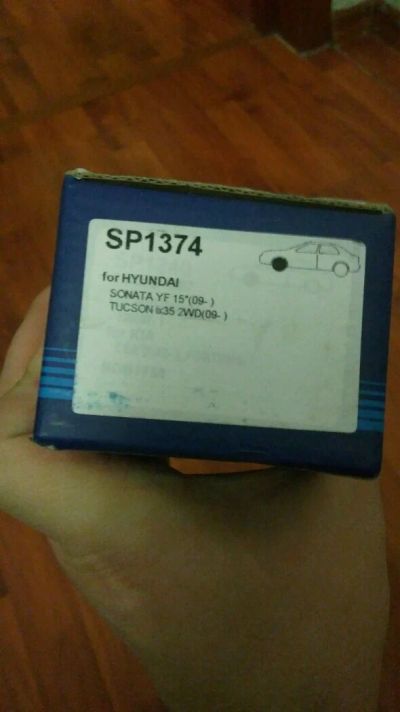 SP1374
for HYUNDAI
SONATA YF 15"(09- )
TUCSON ix35 2WD(09- )